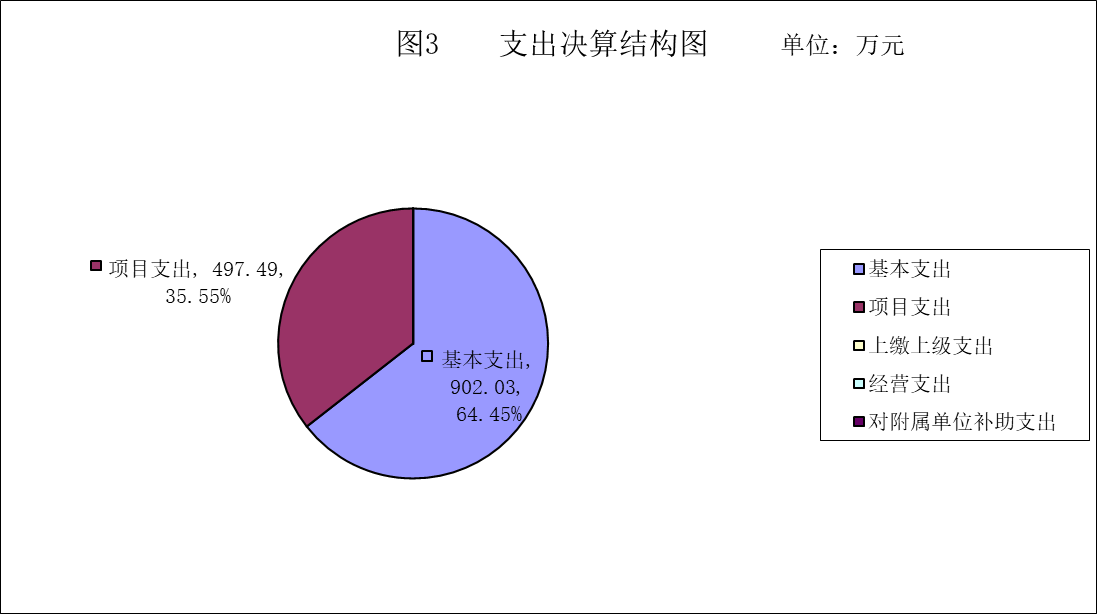 图3 支出决算结构图 单位：万元
项目支出, 497.49,
35.55%
基本支出,
902.03,
64.45%
基本支出
项目支出
上缴上级支出
经营支出
对附属单位补助支出